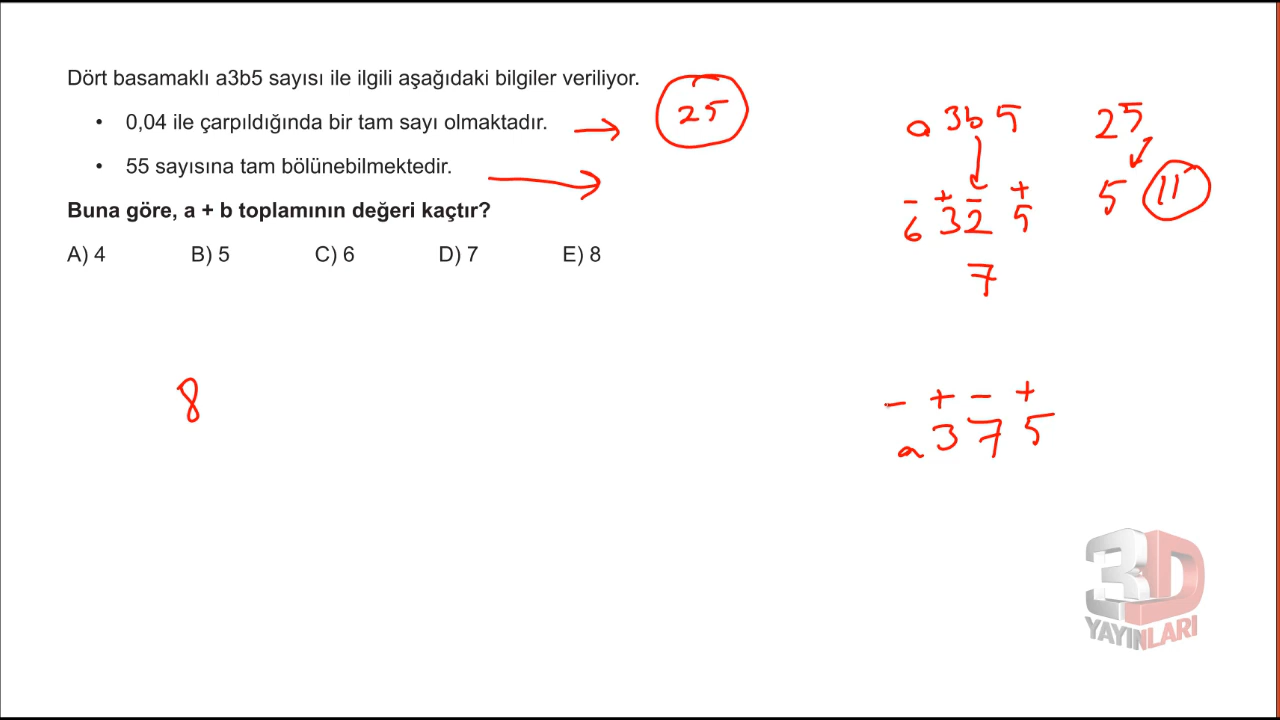 Dört basamaklı a3b5 sayısı ile ilgili aşağıdaki bilgiler veriliyor.
• 0,04 ile çarpıldığında bir tam sayı olmaktadır.
25
• 55 sayısına tam bölünebilmektedir.
Buna göre, a + b toplamının değeri kaçtır?
A) 4 B) 5 C) 6 D) 7 E) 8
a 3 b 5 25
5 11
- + - +
6 3 2 5
7
8
- + - +
a 3 7 5
3D
YAYINLARI